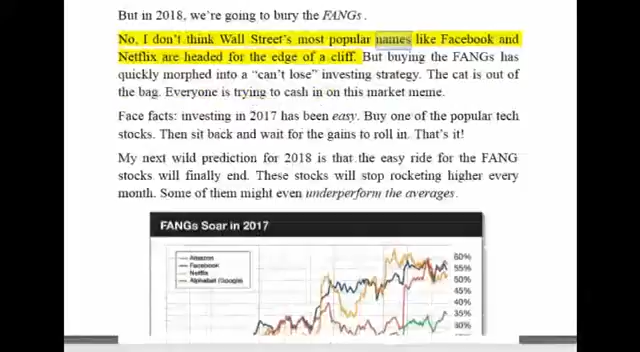 But in 2018, we're going to bury the FANGs.
No, I don't think Wall Street's most popular names like Facebook and
Netflix are headed for the edge of a cliff. But buying the FANGs has
quickly morphed into a "can't lose" investing strategy. The cat is out of
the bag. Everyone is trying to cash in on this market meme.
Face facts: investing in 2017 has been easy. Buy one of the popular tech
stocks. Then sit back and wait for the gains to roll in. That's it!
My next wild prediction for 2018 is that the easy ride for the FANG
stocks will finally end. These stocks will stop rocketing higher every
month. Some of them might even underperform the averages.
FANGs Soar in 2017
Amazon
Facebook
Netflix
Alphabet (Google)
60%
55%
50%
45%
40%
35%
30%